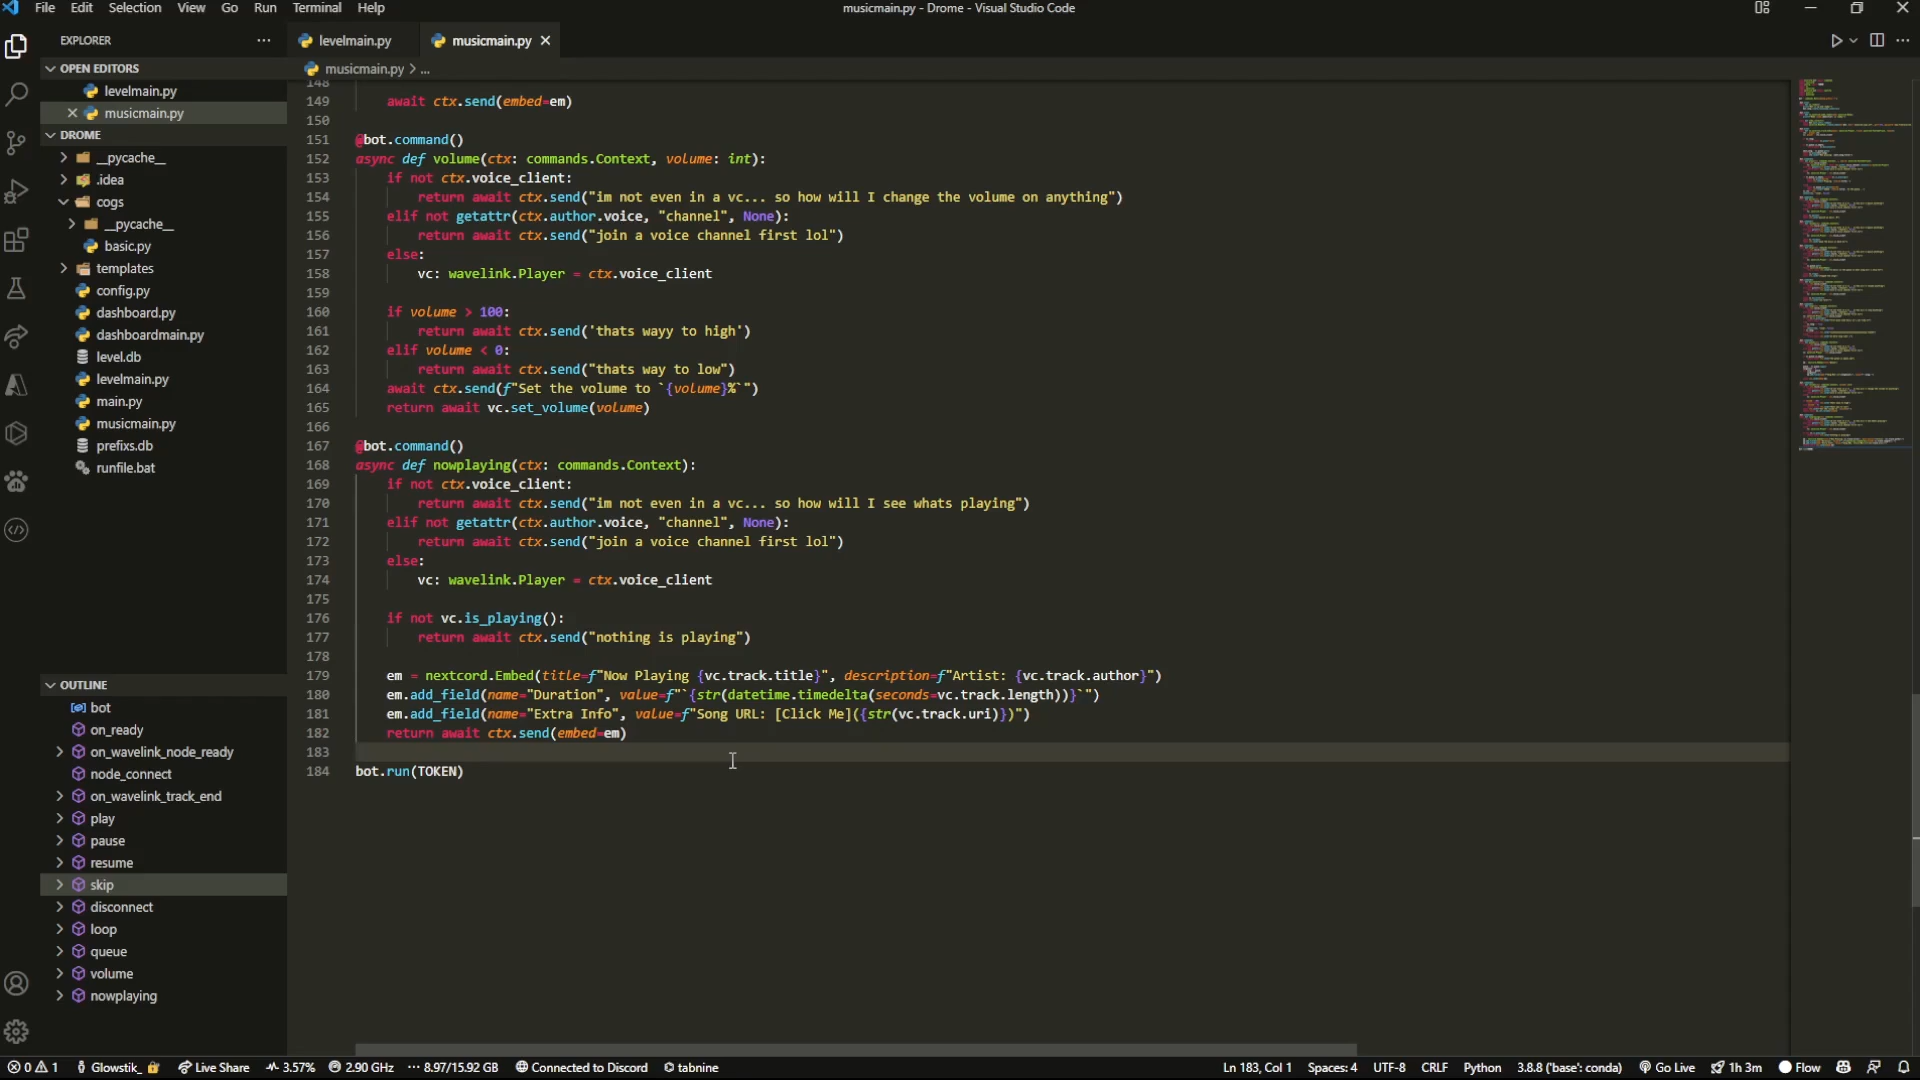 File Edit Selection View Go Run Terminal Help
musicmain.py - Drome - Visual Studio Code
EXPLORER
OPEN EDITORS
levelmain.py
musicmain.py
DROME
__pycache__
.idea
cogs
__pycache__
basic.py
templates
config.py
dashboard.py
dashboardmain.py
level.db
levelmain.py
main.py
musicmain.py
prefixs.db
runfile.bat
OUTLINE
bot
on_ready
on_wavelink_node_ready
node_connect
on_wavelink_track_end
play
pause
resume
skip
disconnect
loop
queue
volume
nowplaying
levelmain.py
musicmain.py
musicmain.py > ...
148
149     await ctx.send(embed=em)
150
151 @bot.command()
152 async def volume(ctx: commands.Context, volume: int):
153     if not ctx.voice_client:
154         return await ctx.send("im not even in a vc... so how will I change the volume on anything")
155     elif not getattr(ctx.author.voice, "channel", None):
156         return await ctx.send("join a voice channel first lol")
157     else:
158         vc: wavelink.Player = ctx.voice_client
159
160     if volume > 100:
161         return await ctx.send('thats wayy to high')
162     elif volume < 0:
163         return await ctx.send("thats way to low")
164     await ctx.send(f"Set the volume to `{volume}%`")
165     return await vc.set_volume(volume)
166
167 @bot.command()
168 async def nowplaying(ctx: commands.Context):
169     if not ctx.voice_client:
170         return await ctx.send("im not even in a vc... so how will I see whats playing")
171     elif not getattr(ctx.author.voice, "channel", None):
172         return await ctx.send("join a voice channel first lol")
173     else:
174         vc: wavelink.Player = ctx.voice_client
175
176     if not vc.is_playing():
177         return await ctx.send("nothing is playing")
178
179     em = nextcord.Embed(title=f"Now Playing {vc.track.title}", description=f"Artist: {vc.track.author}")
180     em.add_field(name="Duration", value=f"`{str(datetime.timedelta(seconds=vc.track.length))}`")
181     em.add_field(name="Extra Info", value=f"Song URL: [Click Me]({str(vc.track.uri)})")
182     return await ctx.send(embed=em)
183
184 bot.run(TOKEN)
0 1 Glowstik_ Live Share 3.57% 2.90 GHz 8.97/15.92 GB Connected to Discord tabnine Ln 183, Col 1 Spaces: 4 UTF-8 CRLF Python 3.8.8 ('base': conda) Go Live 1h 3m Flow